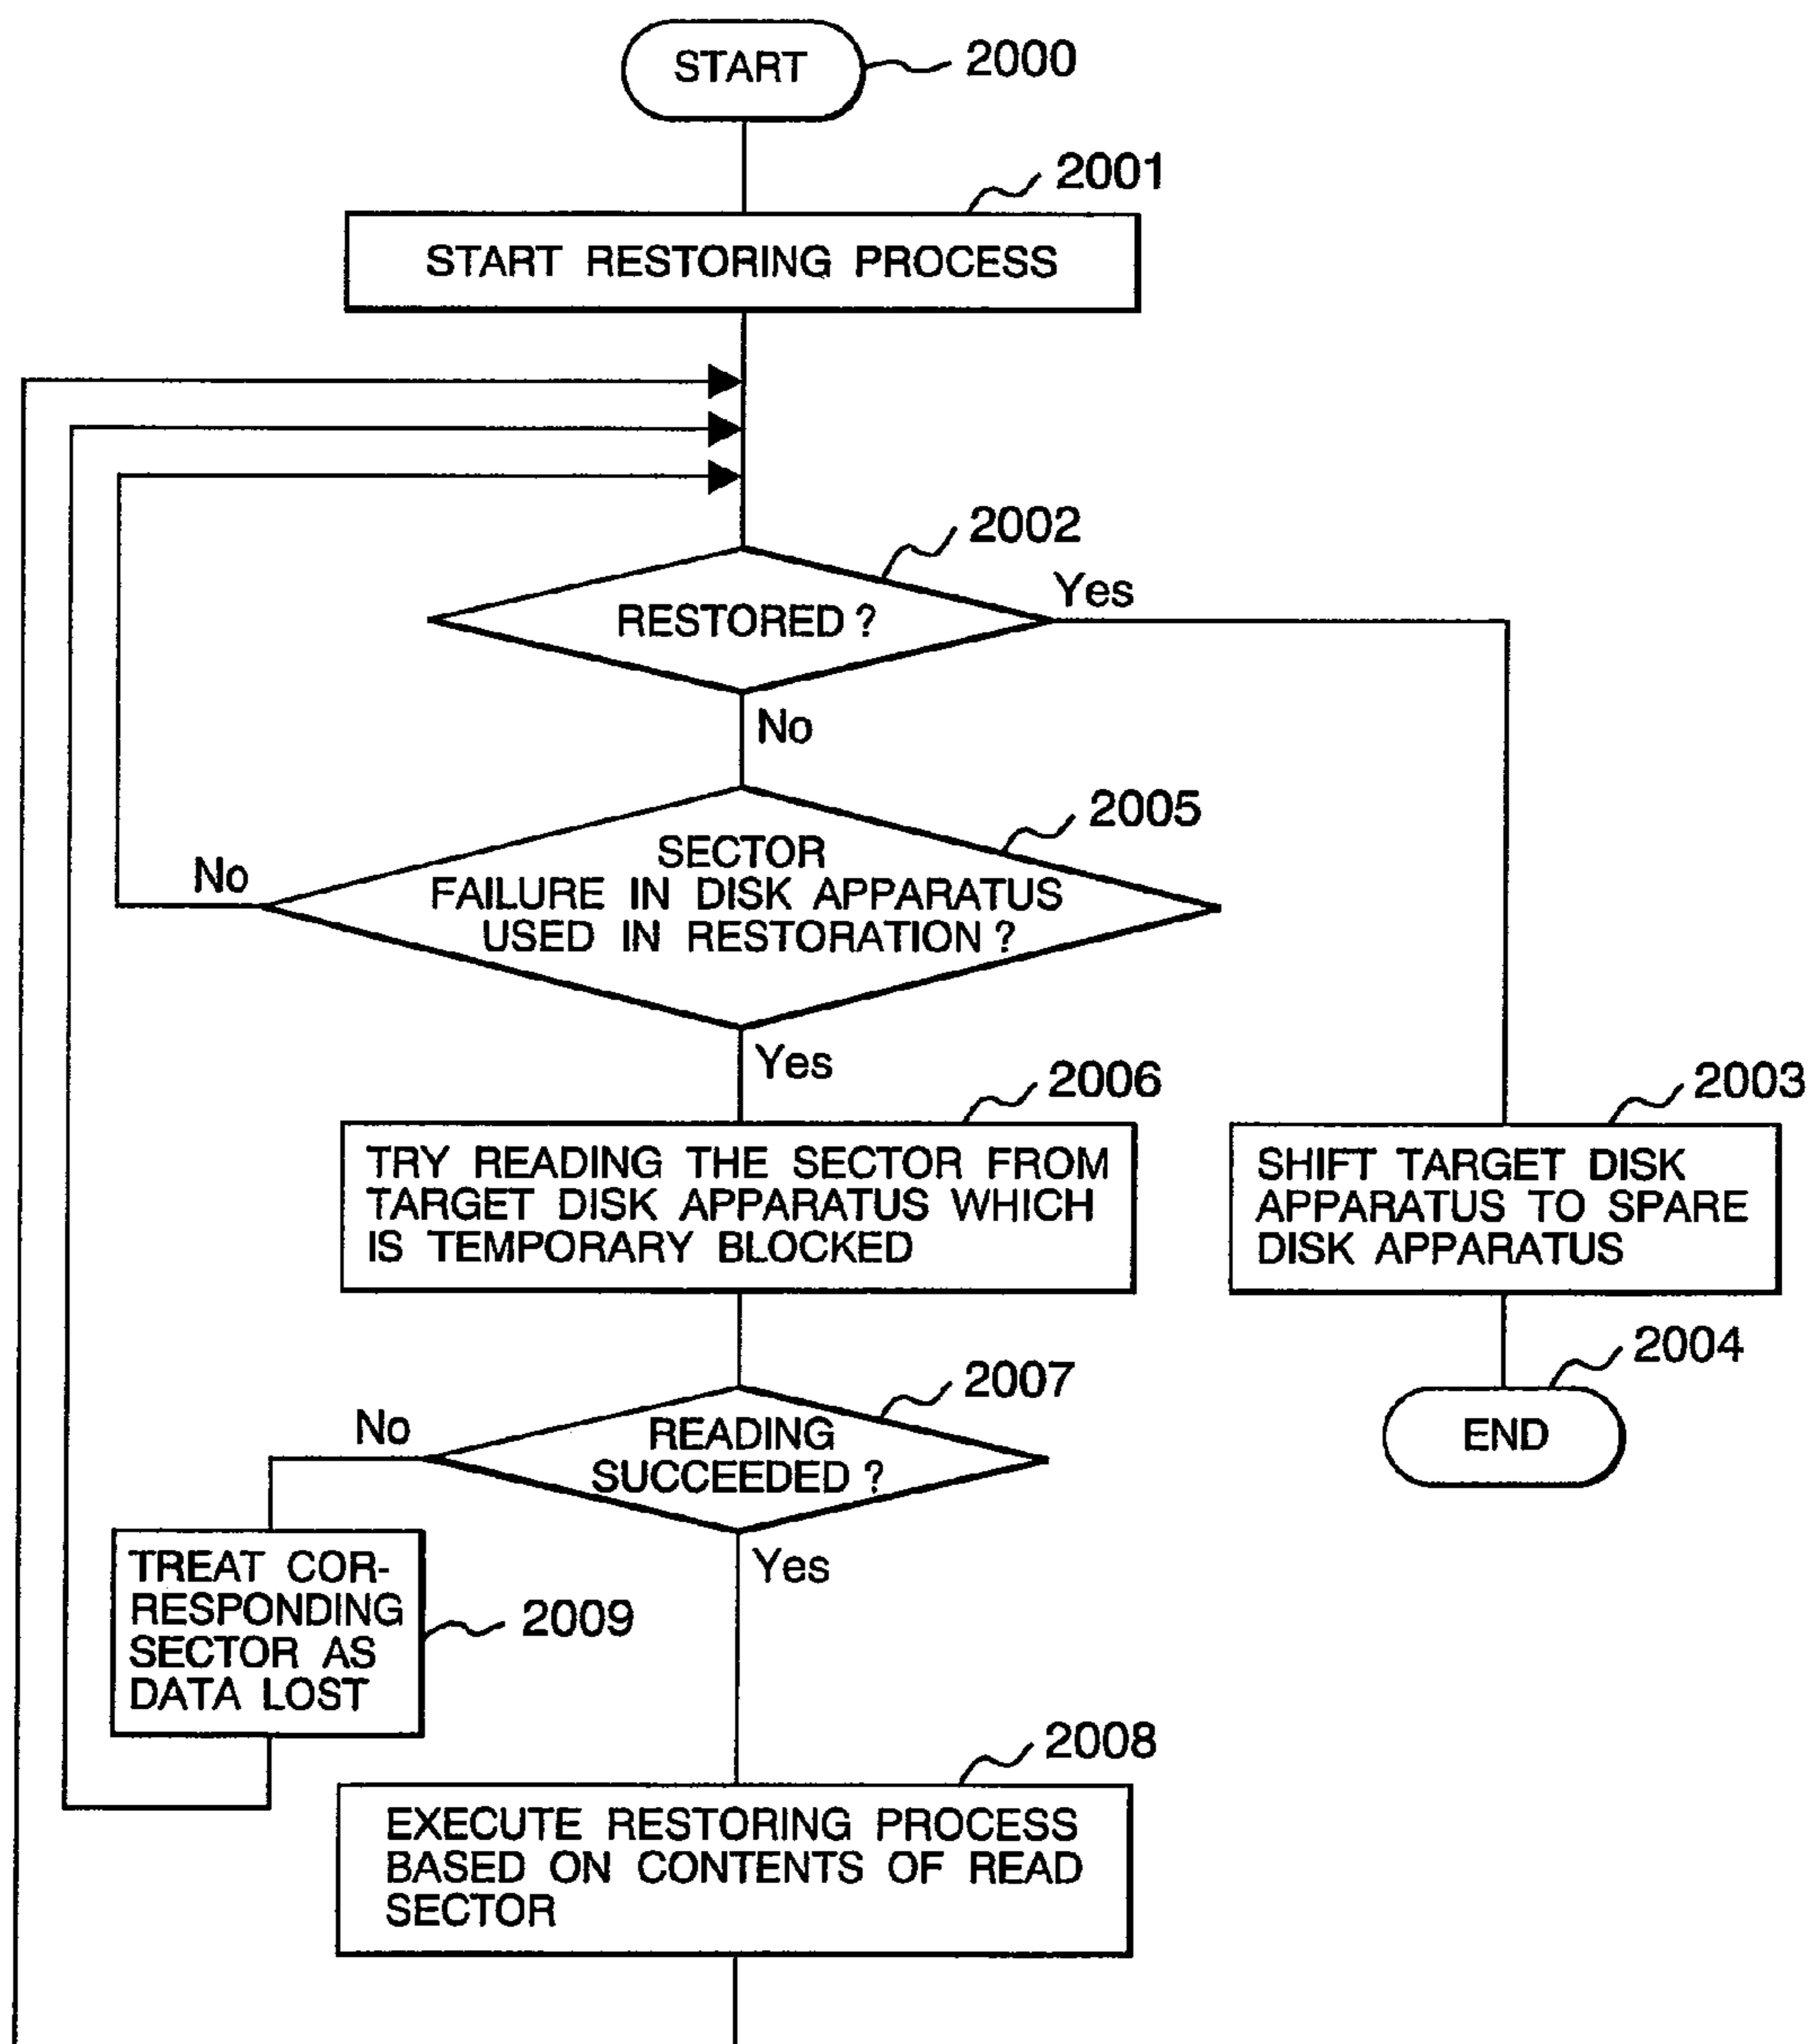 START
2000
2001
START RESTORING PROCESS
2002
RESTORED ?
Yes
No
2005
SECTOR
FAILURE IN DISK APPARATUS
USED IN RESTORATION ?
No
Yes
2006
TRY READING THE SECTOR FROM
TARGET DISK APPARATUS WHICH
IS TEMPORARY BLOCKED
2003
SHIFT TARGET DISK
APPARATUS TO SPARE
DISK APPARATUS
2004
END
2007
READING
SUCCEEDED ?
No
Yes
TREAT COR-
RESPONDING
SECTOR AS
DATA LOST
2009
2008
EXECUTE RESTORING PROCESS
BASED ON CONTENTS OF READ
SECTOR